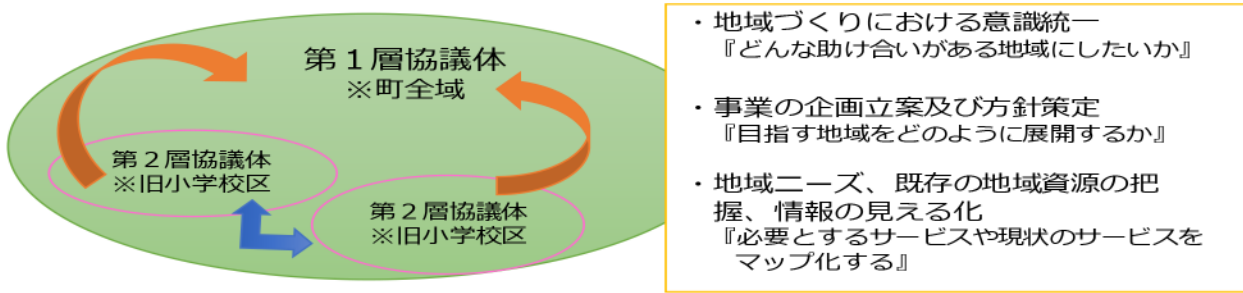 第１層協議体
※町全域
第２層協議体
※旧小学校区
第２層協議体
※旧小学校区
・地域づくりにおける意識統一
『どんな助け合いがある地域にしたいか』
・事業の企画立案及び方針策定
『目指す地域をどのように展開するか』
・地域ニーズ、既存の地域資源の把
握、情報の見える化
『必要とするサービスや現状のサービスを
マップ化する』